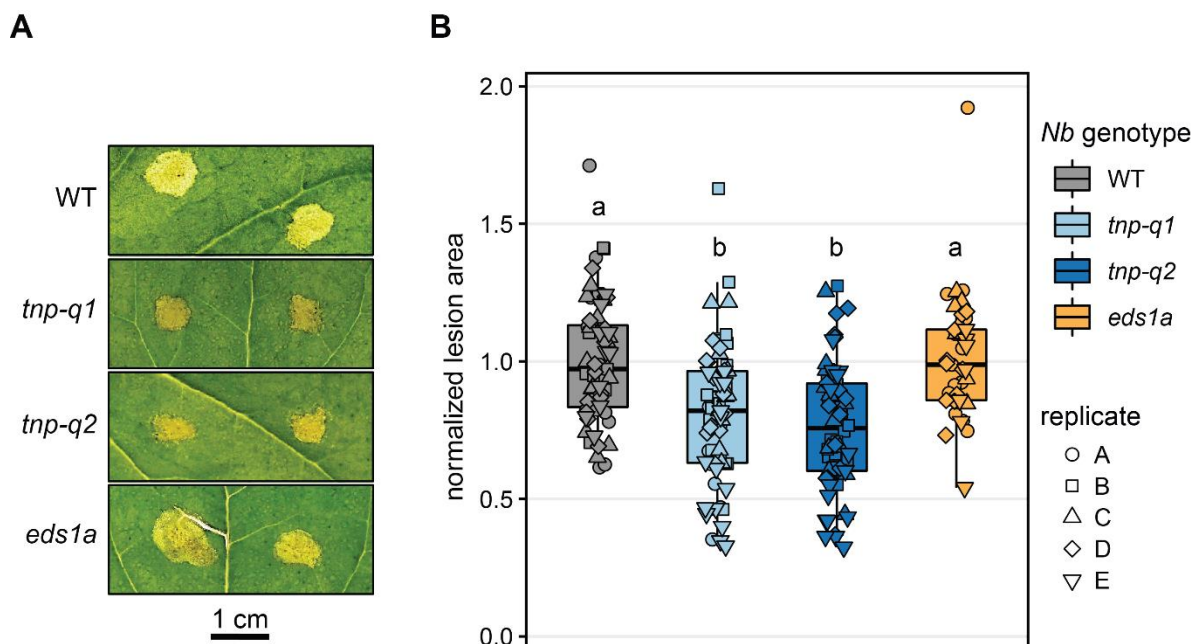 A
WT
tnp-q1
tnp-q2
eds1a
1 cm
B
normalized lesion area
2.0
1.5
1.0
0.5
0.0
a
b
b
a
Nb genotype
WT
tnp-q1
tnp-q2
eds1a
replicate
A
B
C
D
E